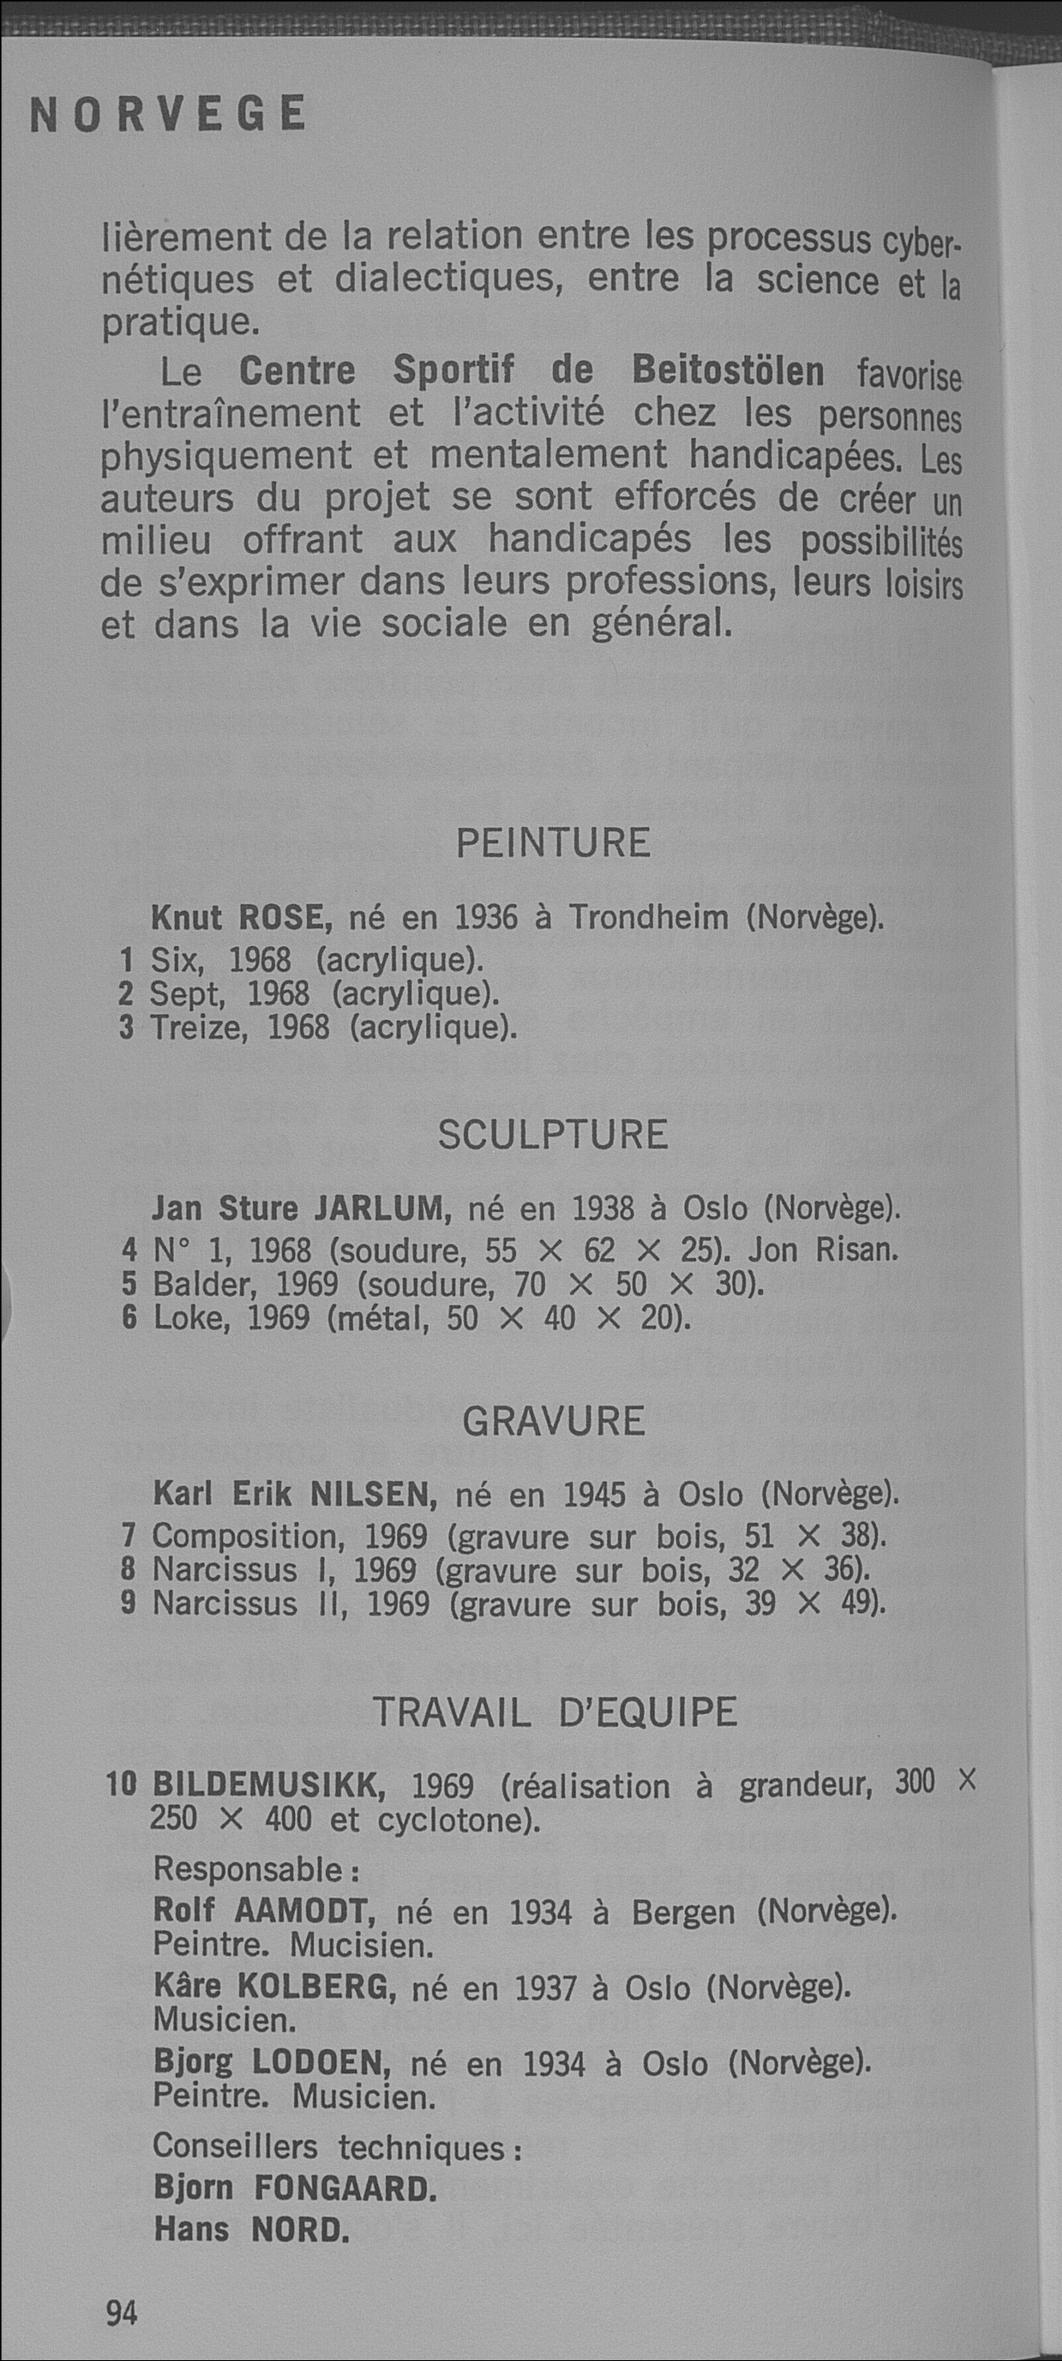 NORVEGE
lièrement de la relation entre les processus cyber-
nétiques et dialectiques, entre la science et la
pratique.
Le Centre Sportif de Beitostölen favorise
l'entraînement et l'activité chez les personnes
physiquement et mentalement handicapées. Les
auteurs du projet se sont efforcés de créer un
milieu offrant aux handicapés les possibilités
de s'exprimer dans leurs professions, leurs loisirs
et dans la vie sociale en général.
PEINTURE
Knut ROSE, né en 1936 à Trondheim (Norvège).
1 Six, 1968 (acrylique).
2 Sept, 1968 (acrylique).
3 Treize, 1968 (acrylique).
SCULPTURE
Jan Sture JARLUM, né en 1938 à Oslo (Norvège).
4 N° 1, 1968 (soudure, 55 × 62 × 25). Jon Risan.
5 Balder, 1969 (soudure, 70 × 50 × 30).
6 Loke, 1969 (métal, 50 × 40 × 20).
GRAVURE
Karl Erik NILSEN, né en 1945 à Oslo (Norvège).
7 Composition, 1969 (gravure sur bois, 51 × 38).
8 Narcissus I, 1969 (gravure sur bois, 32 × 36).
9 Narcissus II, 1969 (gravure sur bois, 39 × 49).
TRAVAIL D'EQUIPE
10 BILDEMUSIKK, 1969 (réalisation à grandeur, 300 ×
250 × 400 et cyclotone).
Responsable :
Rolf AAMODT, né en 1934 à Bergen (Norvège).
Peintre. Mucisien.
Kâre KOLBERG, né en 1937 à Oslo (Norvège).
Musicien.
Bjorg LODOEN, né en 1934 à Oslo (Norvège).
Peintre. Musicien.
Conseillers techniques :
Bjorn FONGAARD.
Hans NORD.
94